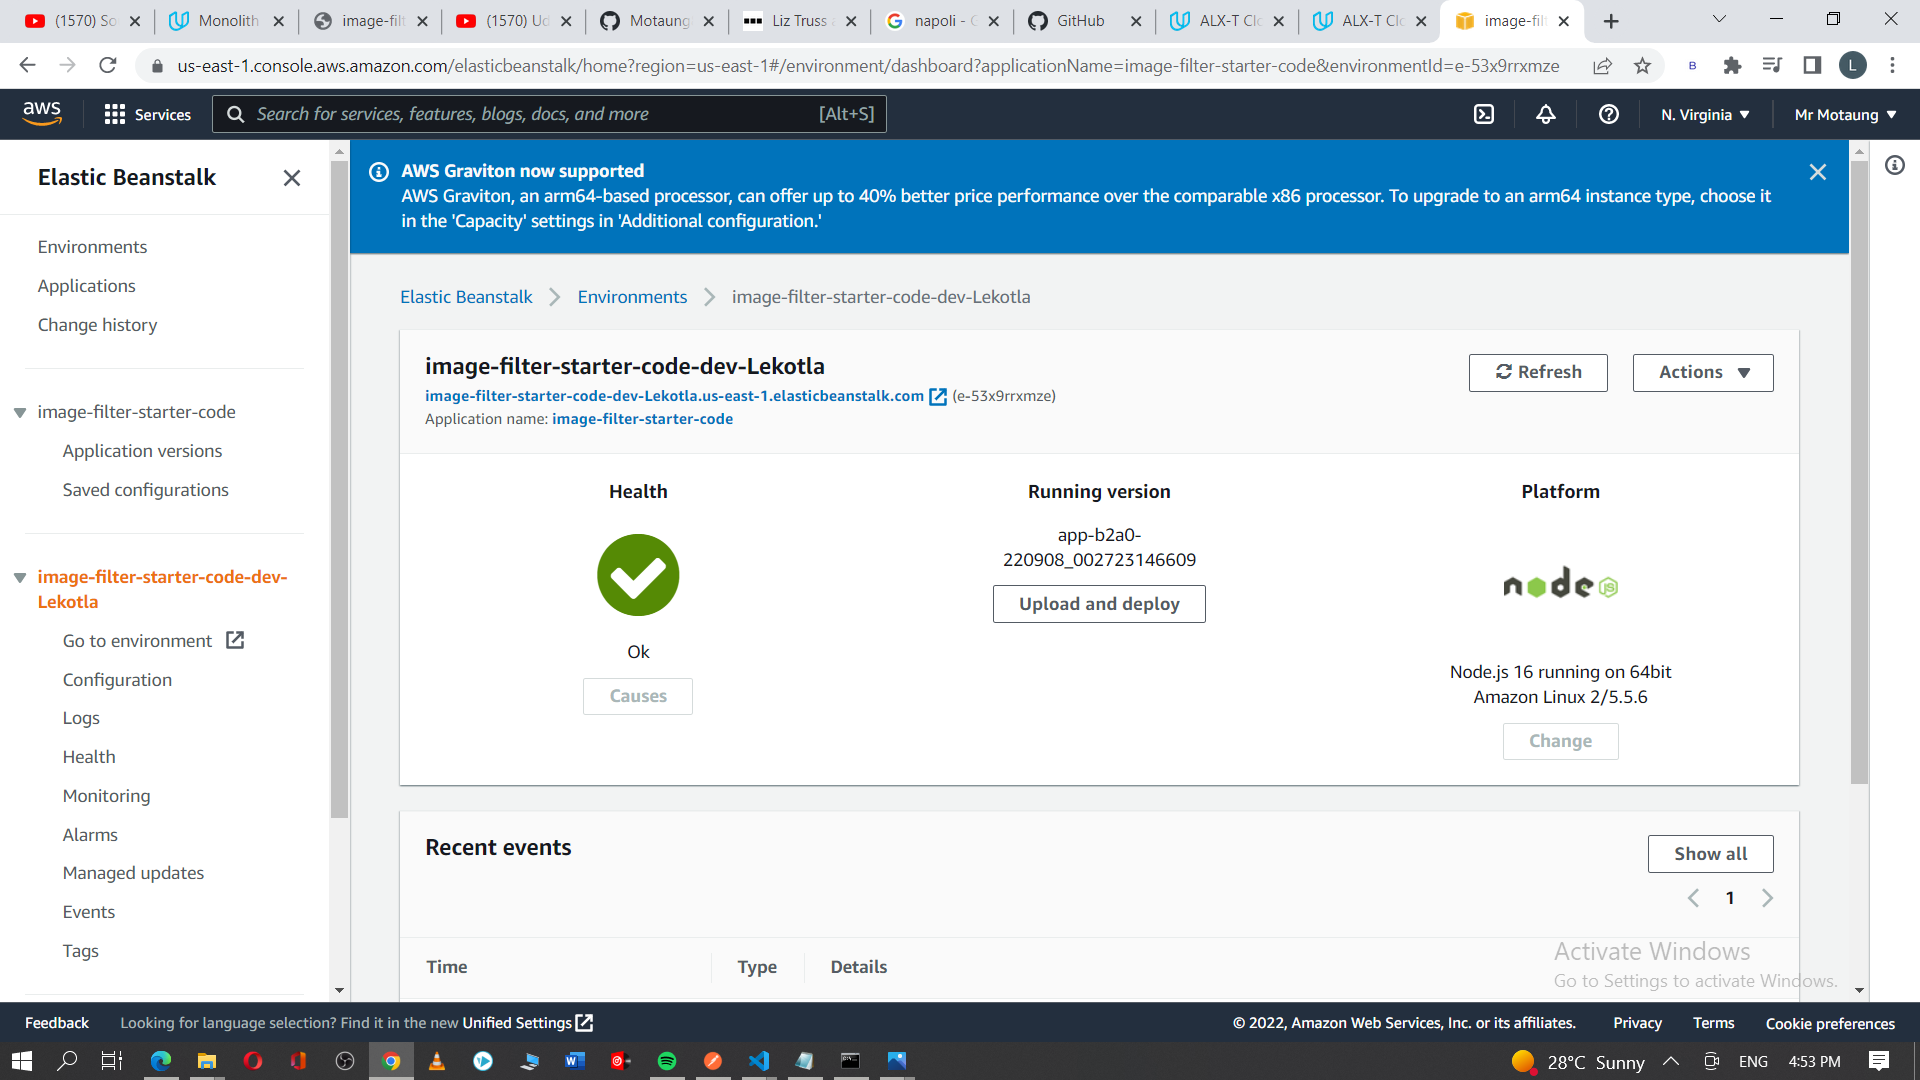 (1570) So
Monolith
image-filt
(1570) Ud
Motaung
Liz Truss
napoli - G
GitHub
ALX-T Clo
ALX-T Clo
image-filt
us-east-1.console.aws.amazon.com/elasticbeanstalk/home?region=us-east-1#/environment/dashboard?applicationName=image-filter-starter-code&environmentId=e-53x9rrxmze
B
L
aws
Services
Search for services, features, blogs, docs, and more
[Alt+S]
N. Virginia
Mr Motaung
Elastic Beanstalk
Environments
Applications
Change history
image-filter-starter-code
Application versions
Saved configurations
image-filter-starter-code-dev-
Lekotla
Go to environment
Configuration
Logs
Health
Monitoring
Alarms
Managed updates
Events
Tags
AWS Graviton now supported
AWS Graviton, an arm64-based processor, can offer up to 40% better price performance over the comparable x86 processor. To upgrade to an arm64 instance type, choose it
in the 'Capacity' settings in 'Additional configuration.'
Elastic Beanstalk
Environments
image-filter-starter-code-dev-Lekotla
image-filter-starter-code-dev-Lekotla
image-filter-starter-code-dev-Lekotla.us-east-1.elasticbeanstalk.com (e-53x9rrxmze)
Application name: image-filter-starter-code
Refresh
Actions
Health
Ok
Causes
Running version
app-b2a0-
220908_002723146609
Upload and deploy
Platform
node JS
Node.js 16 running on 64bit
Amazon Linux 2/5.5.6
Change
Recent events
Show all
1
Time
Type
Details
Activate Windows
Go to Settings to activate Windows.
Feedback
Looking for language selection? Find it in the new Unified Settings
© 2022, Amazon Web Services, Inc. or its affiliates.
Privacy
Terms
Cookie preferences
28°C Sunny
ENG
4:53 PM